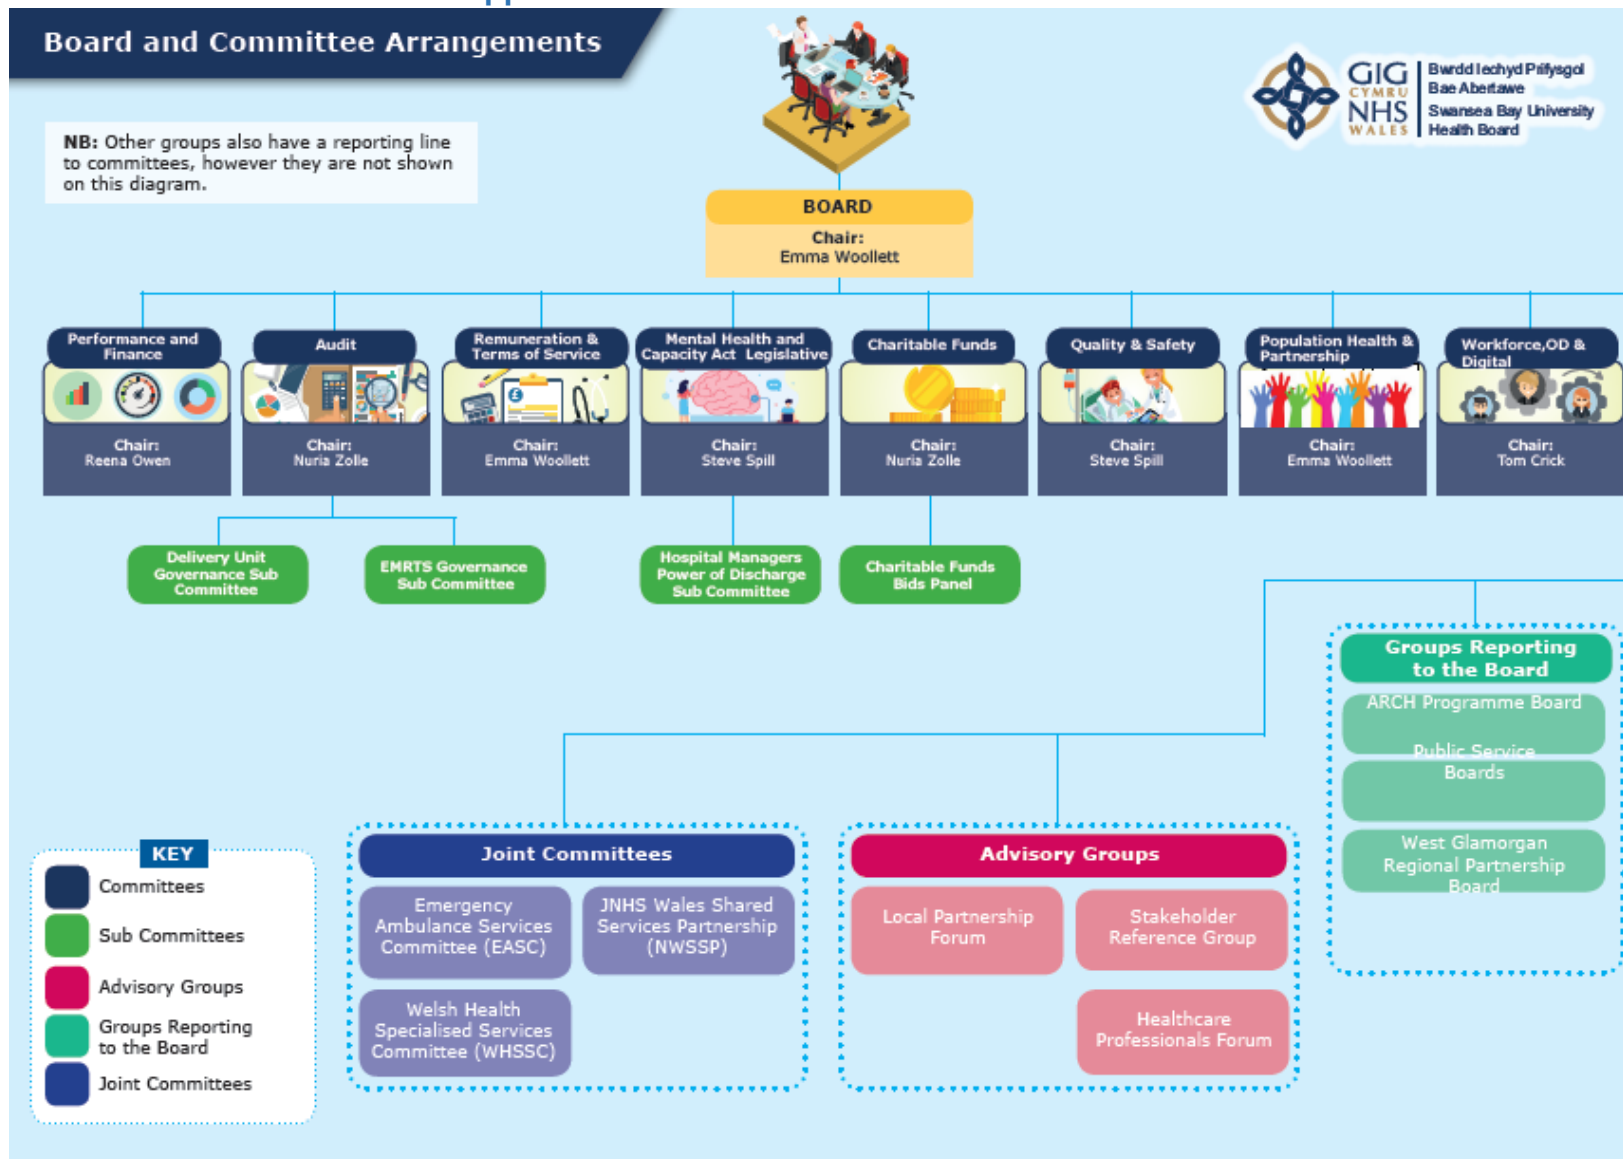 Board and Committee Arrangements
GIG
CYMRU
NHS
WALES
Bwrdd Iechyd Prifysgol
Bae Abertawe
Swansea Bay University
Health Board
NB: Other groups also have a reporting line
to committees, however they are not shown
on this diagram.
BOARD
Chair:
Emma Woollett
Performance and
Finance
Chair:
Reena Owen
Audit
Chair:
Nuria Zolle
Remuneration &
Terms of Service
Chair:
Emma Woollett
Mental Health and
Capacity Act Legislative
Chair:
Steve Spill
Charitable Funds
Chair:
Nuria Zolle
Quality & Safety
Chair:
Steve Spill
Population Health &
Partnership
Chair:
Emma Woollett
Workforce,OD &
Digital
Chair:
Tom Crick
Delivery Unit
Governance Sub
Committee
EMRTS Governance
Sub Committee
Hospital Managers
Power of Discharge
Sub Committee
Charitable Funds
Bids Panel
Groups Reporting
to the Board
ARCH Programme Board
Public Service
Boards
West Glamorgan
Regional Partnership
Board
Joint Committees
Emergency
Ambulance Services
Committee (EASC)
JNHS Wales Shared
Services Partnership
(NWSSP)
Welsh Health
Specialised Services
Committee (WHSSC)
Advisory Groups
Local Partnership
Forum
Stakeholder
Reference Group
Healthcare
Professionals Forum
KEY
Committees
Sub Committees
Advisory Groups
Groups Reporting
to the Board
Joint Committees